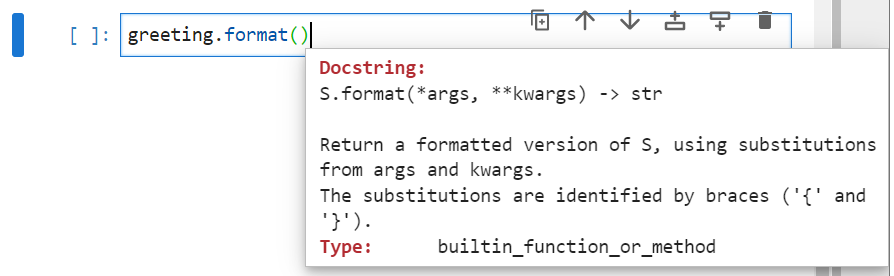 [ ]: greeting.format()
Docstring:
S.format(*args, **kwargs) -> str
Return a formatted version of S, using substitutions
from args and kwargs.
The substitutions are identified by braces ('{' and
'}').
Type:      builtin_function_or_method